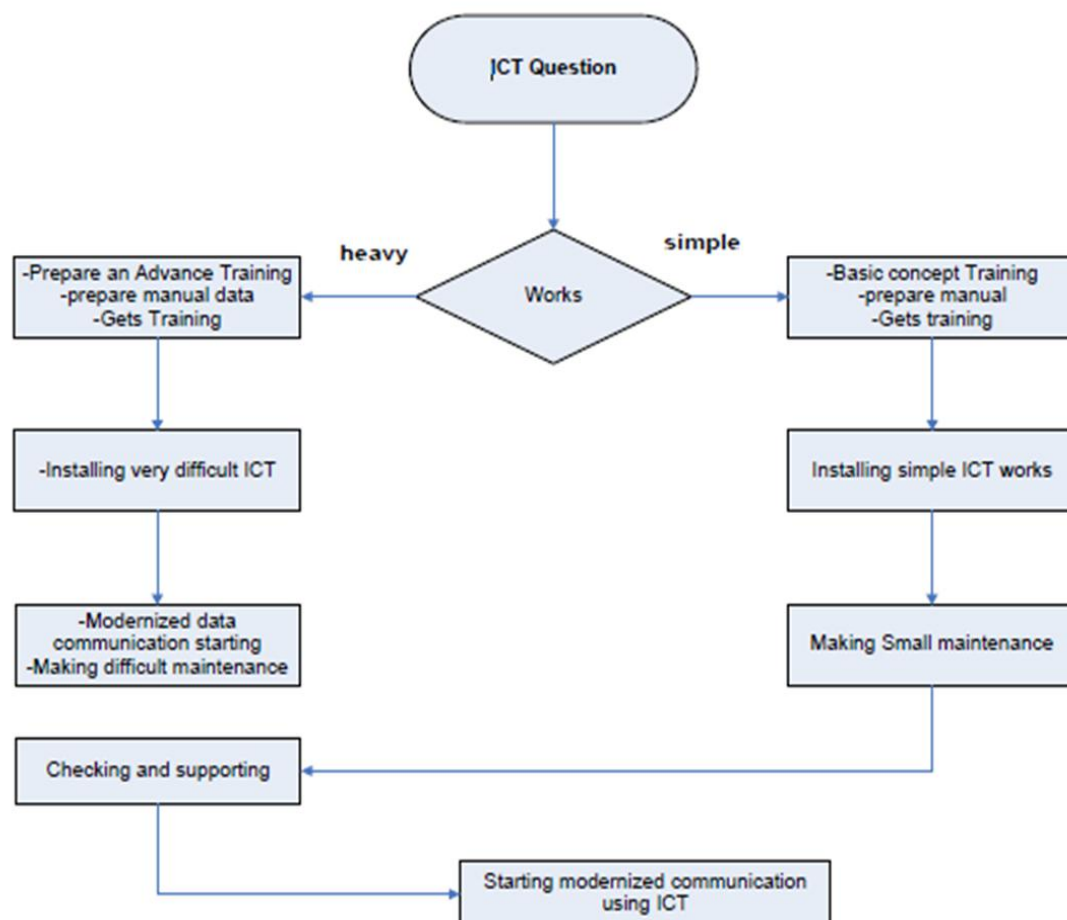 ICT Question
heavy
simple
Works
-Prepare an Advance Training
-prepare manual data
-Gets Training
-Basic concept Training
-prepare manual
-Gets training
-Installing very difficult ICT
Installing simple ICT works
-Modernized data
communication starting
-Making difficult maintenance
Making Small maintenance
Checking and supporting
Starting modernized communication
using ICT